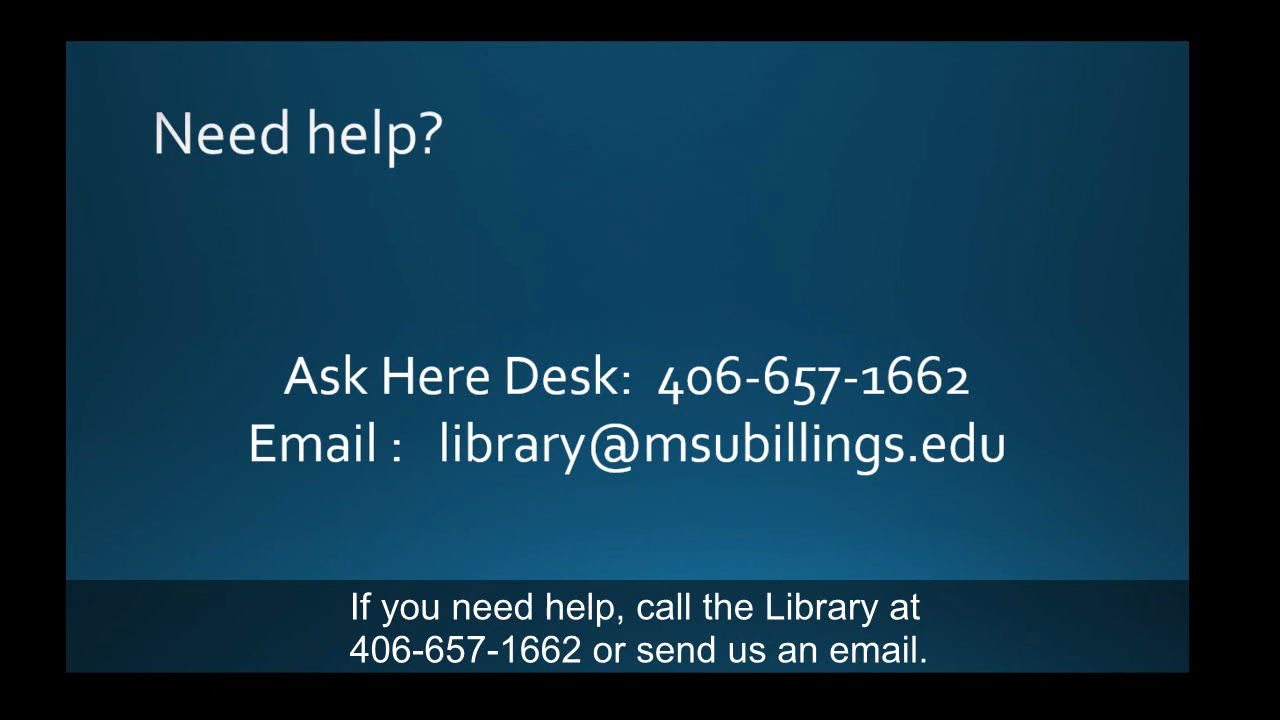 Need help?
Ask Here Desk: 406-657-1662
Email : library@msubillings.edu
If you need help, call the Library at
406-657-1662 or send us an email.